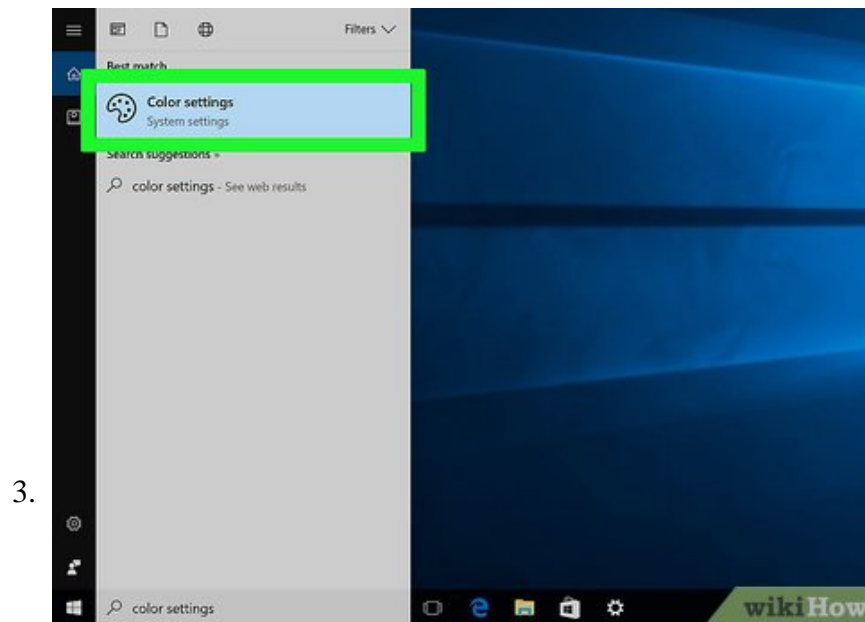 Filters
Best match
Color settings
System settings
Search suggestions »
color settings - See web results
3.
color settings
wikiHow